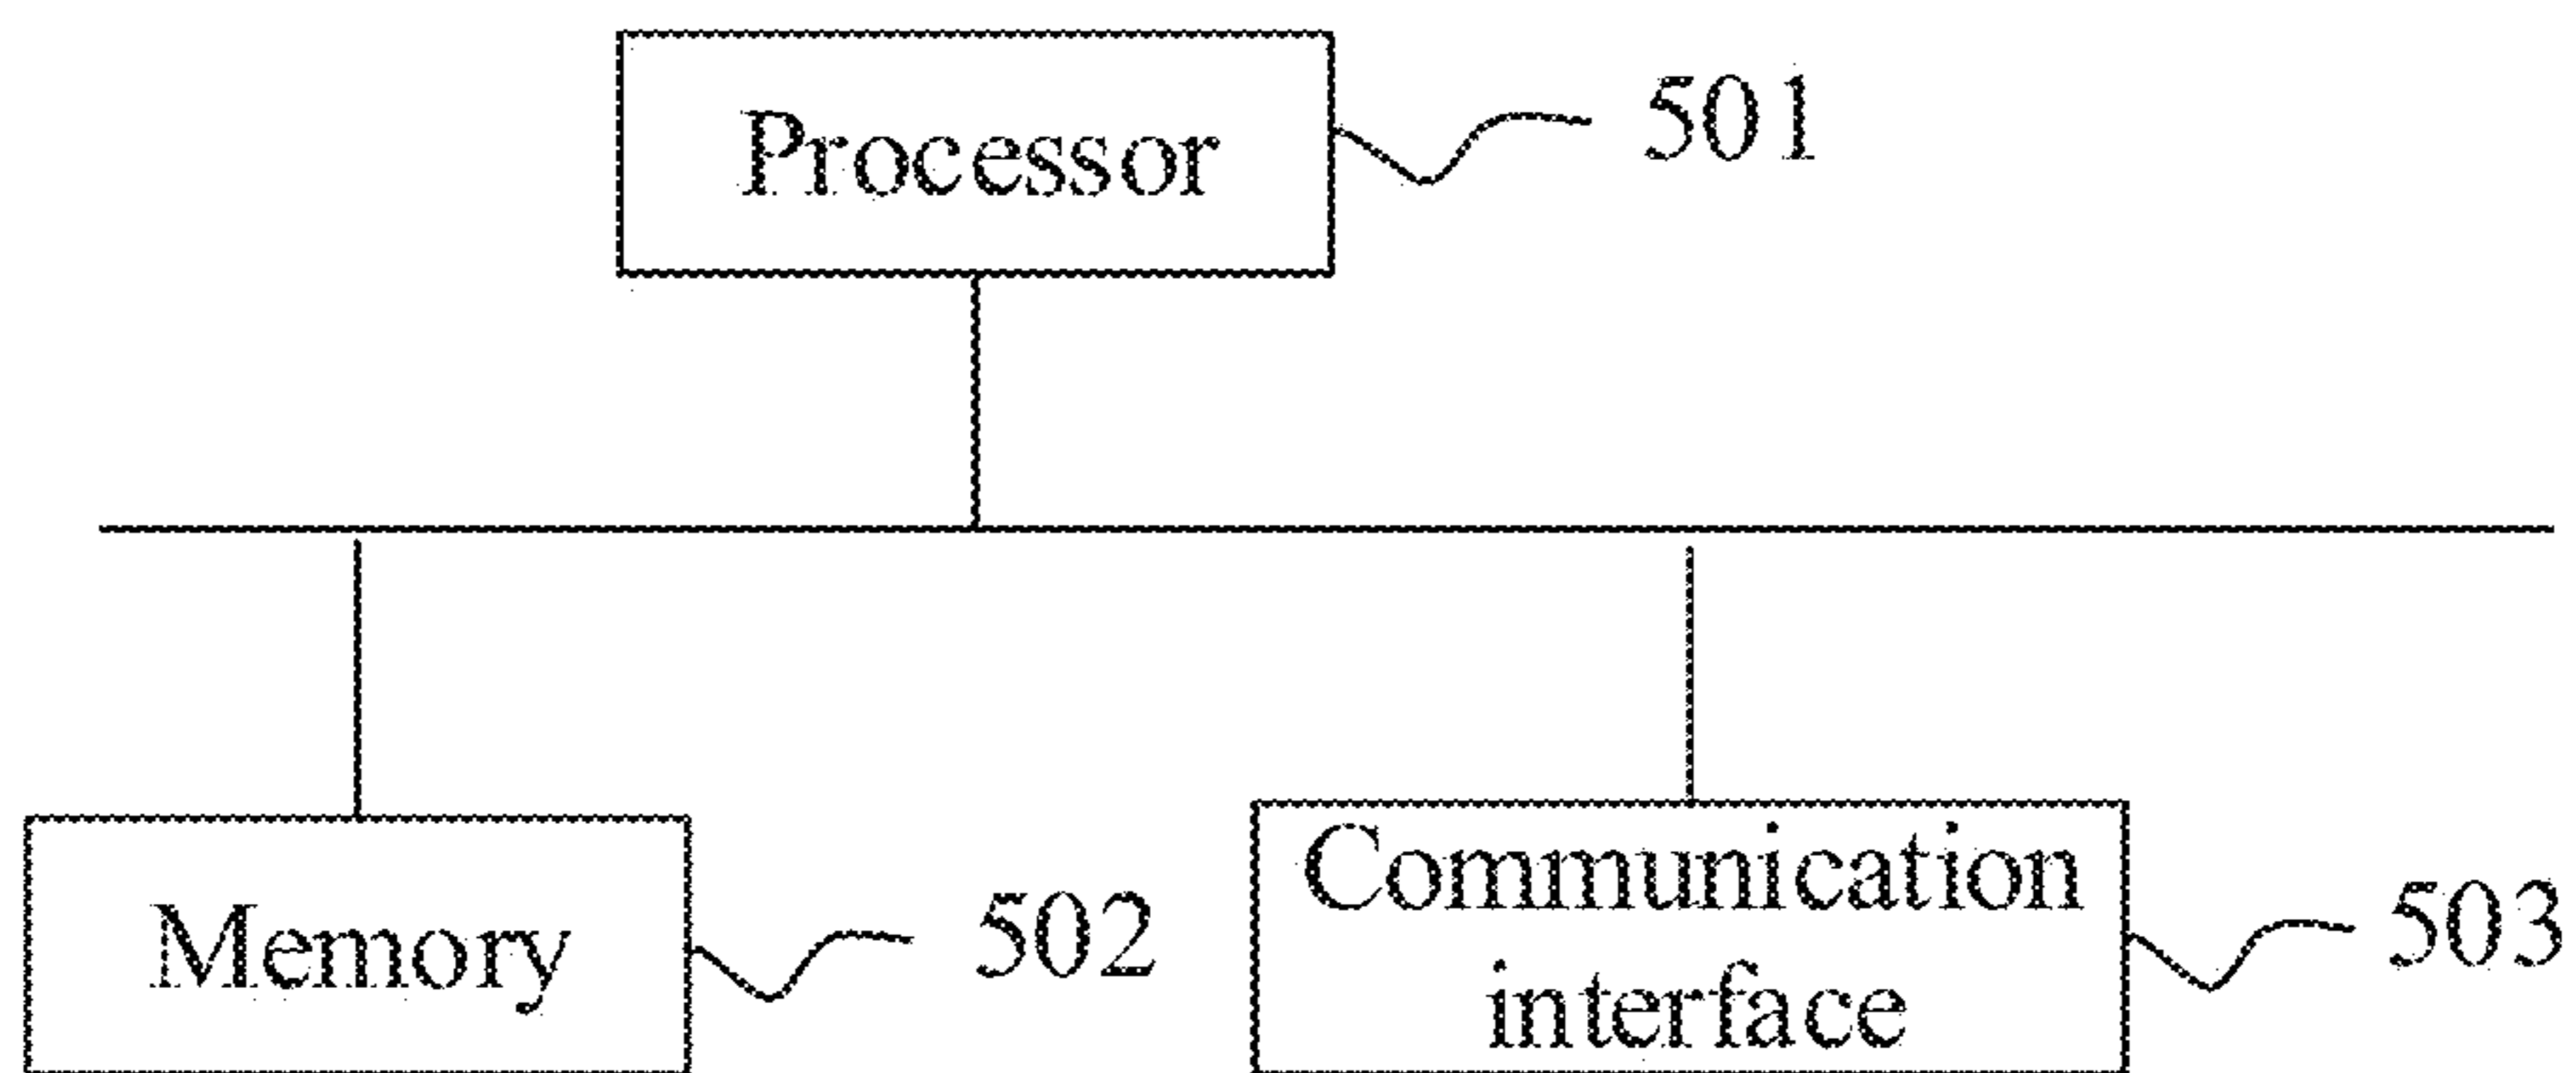 Processor
501
Memory
502
Communication
interface
503